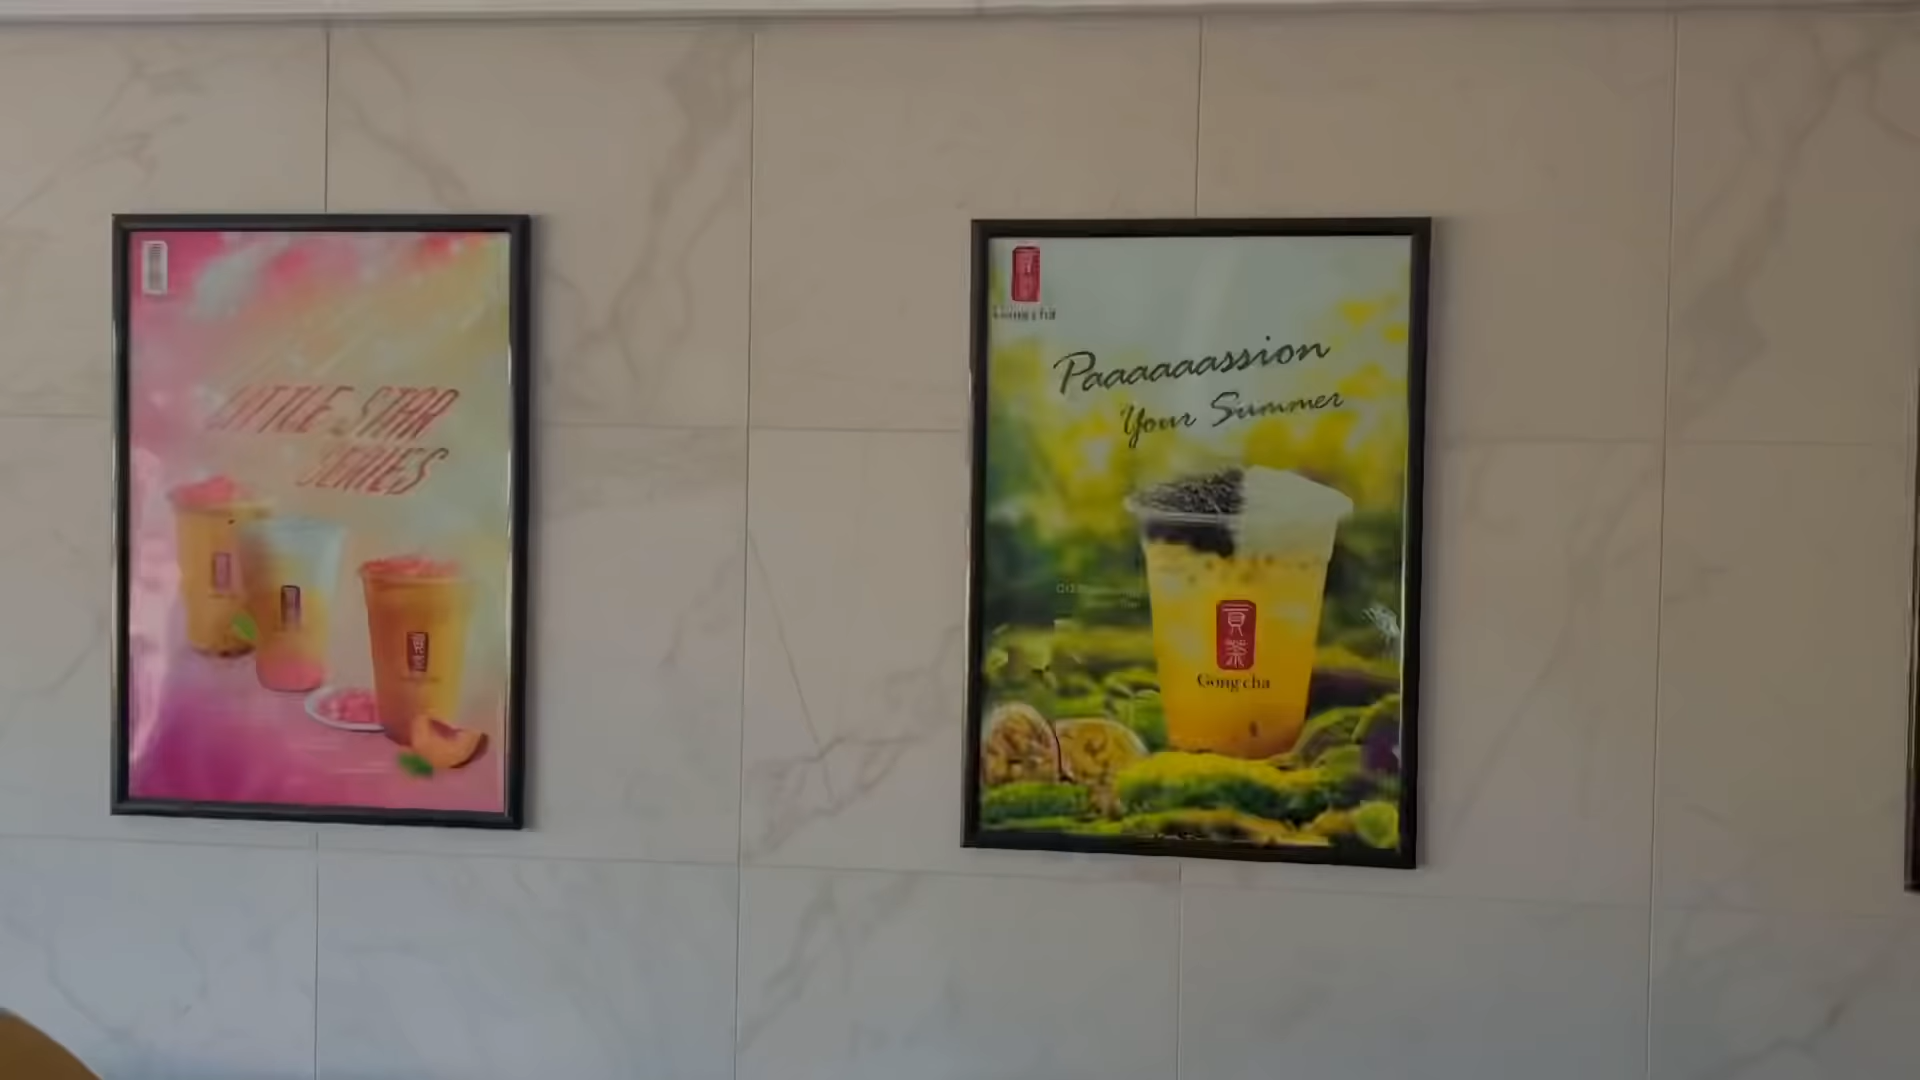 LITTLE STAR
SERIES
Gong cha
Paaaaaassion
Your Summer
貢茶
Gong cha